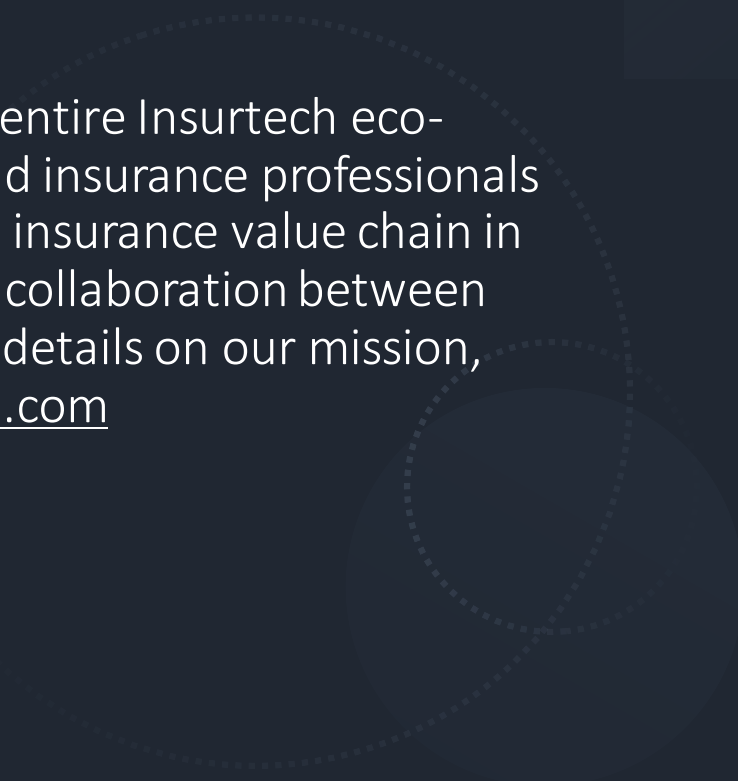 entire Insurtech eco-
d insurance professionals
insurance value chain in
collaboration between
details on our mission,
.com